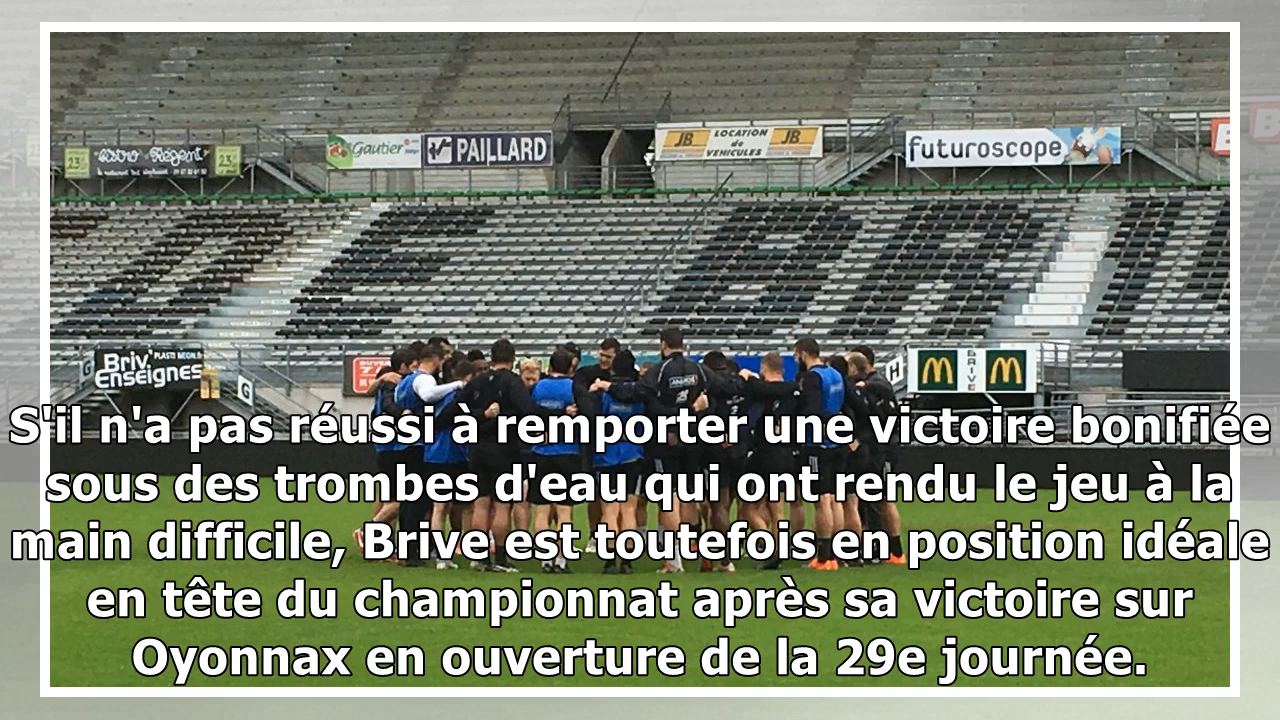 Gautier
PAILLARD
JB LOCATION DE VEHICULES JB
futuroscope
Briv' PLASTI
Enseignes
G
G
H
BRIVE
S'il n'a pas réussi à remporter une victoire bonifiée
sous des trombes d'eau qui ont rendu le jeu à la
main difficile, Brive est toutefois en position idéale
en tête du championnat après sa victoire sur
Oyonnax en ouverture de la 29e journée.